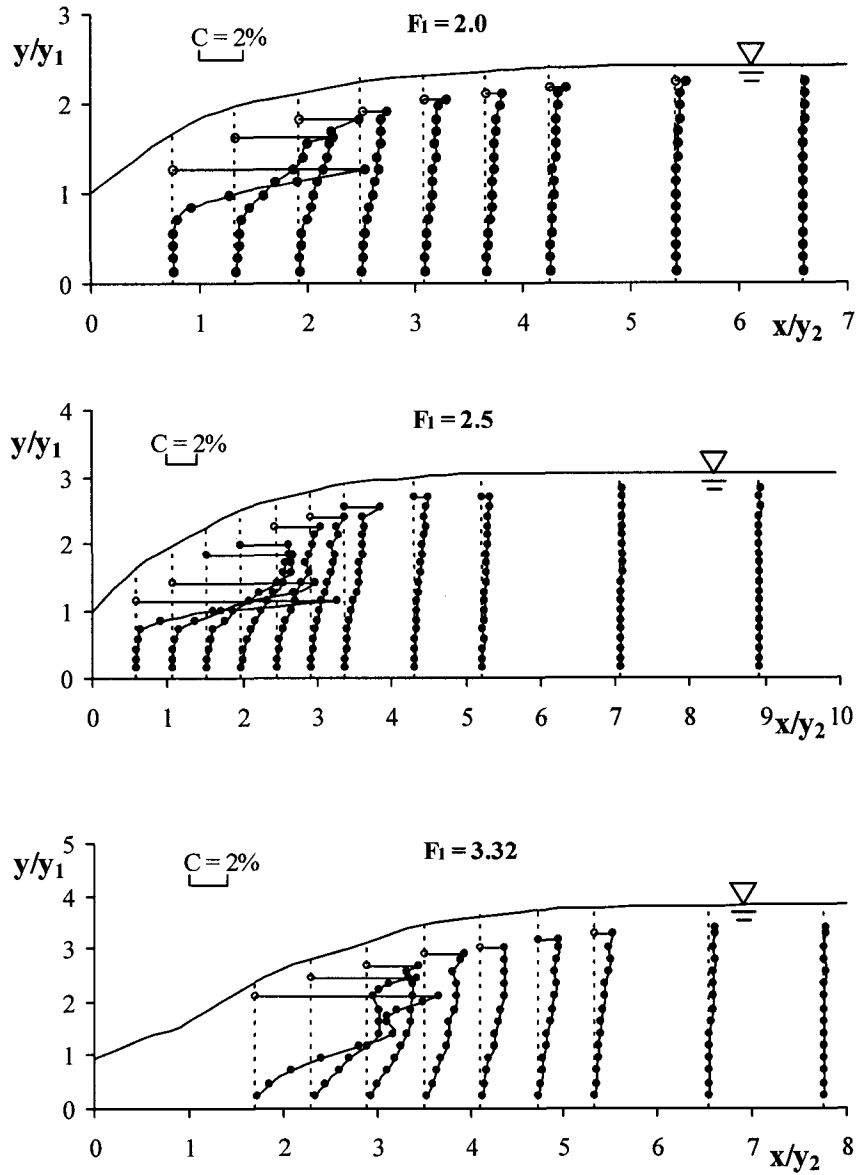 F₁ = 2.0
y/y₁
C = 2%
3
2
1
0
0 1 2 3 4 5 6 7
x/y₂
F₁ = 2.5
y/y₁
C = 2%
4
3
2
1
0
0 1 2 3 4 5 6 7 8 9 10
x/y₂
F₁ = 3.32
y/y₁
C = 2%
5
4
3
2
1
0
0 1 2 3 4 5 6 7 8
x/y₂